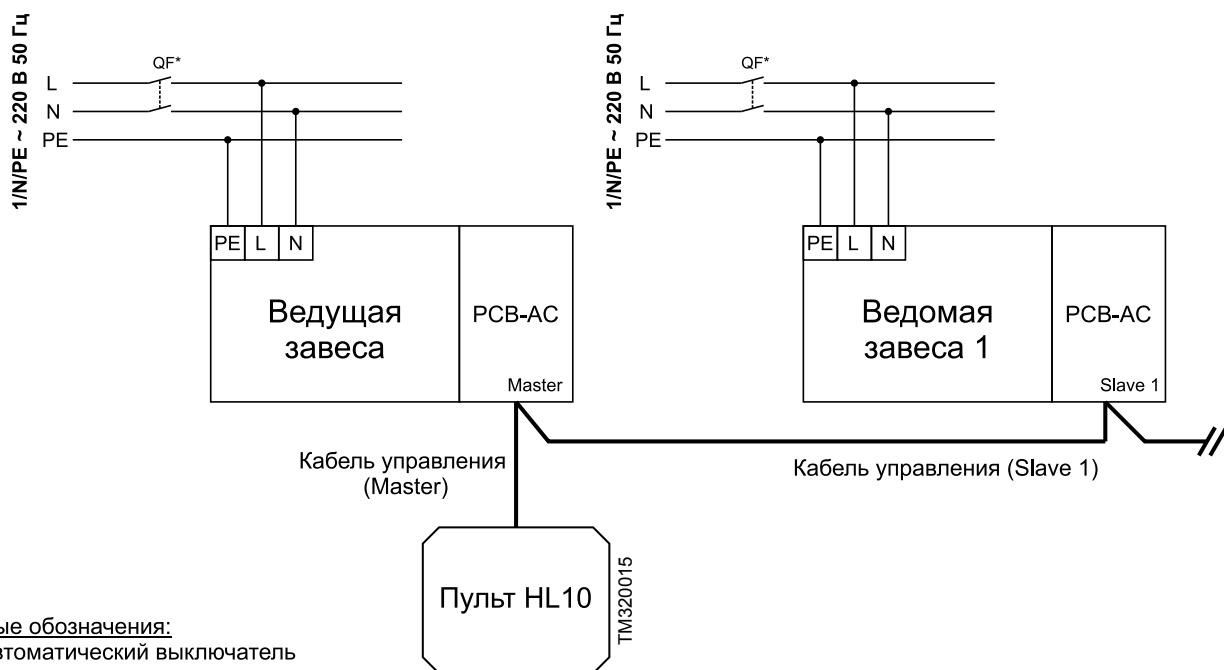 1/N/PE ~ 220 В 50 Гц
QF*
L
N
PE
PE L N
Ведущая
завеса
PCB-AC
Master
1/N/PE ~ 220 В 50 Гц
QF*
L
N
PE
PE L N
Ведомая
завеса 1
PCB-AC
Slave 1
Кабель управления
(Master)
Кабель управления (Slave 1)
Пульт HL10
TM320015
ые обозначения:
втоматический выключатель